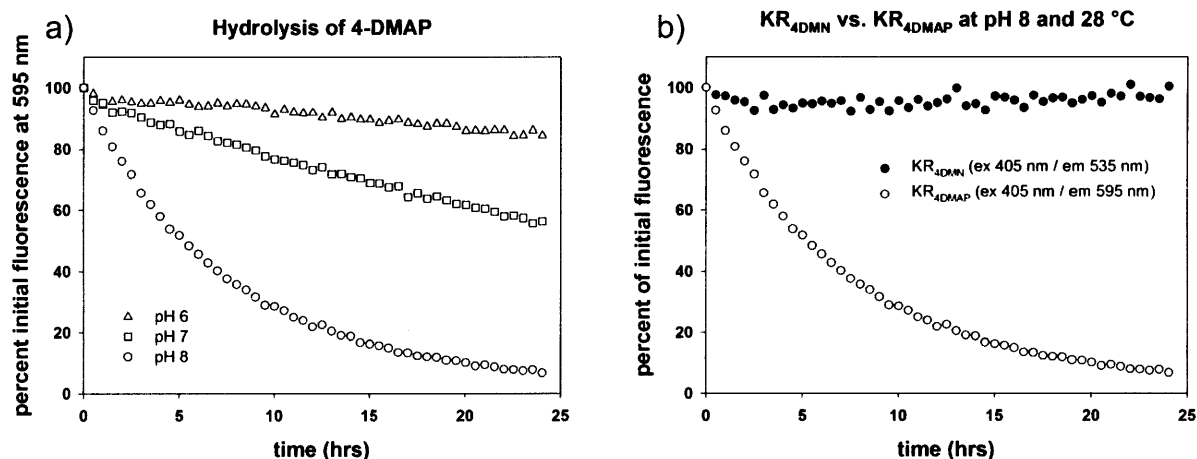 a)
Hydrolysis of 4-DMAP
percent initial fluorescence at 595 nm
100
80
60
40
20
0
△ pH 6
□ pH 7
○ pH 8
0 5 10 15 20 25
time (hrs)
b)
KR4DMN vs. KR4DMAP at pH 8 and 28 °C
percent of initial fluorescence
100
80
60
40
20
0
● KR4DMN (ex 405 nm / em 535 nm)
○ KR4DMAP (ex 405 nm / em 595 nm)
0 5 10 15 20 25
time (hrs)